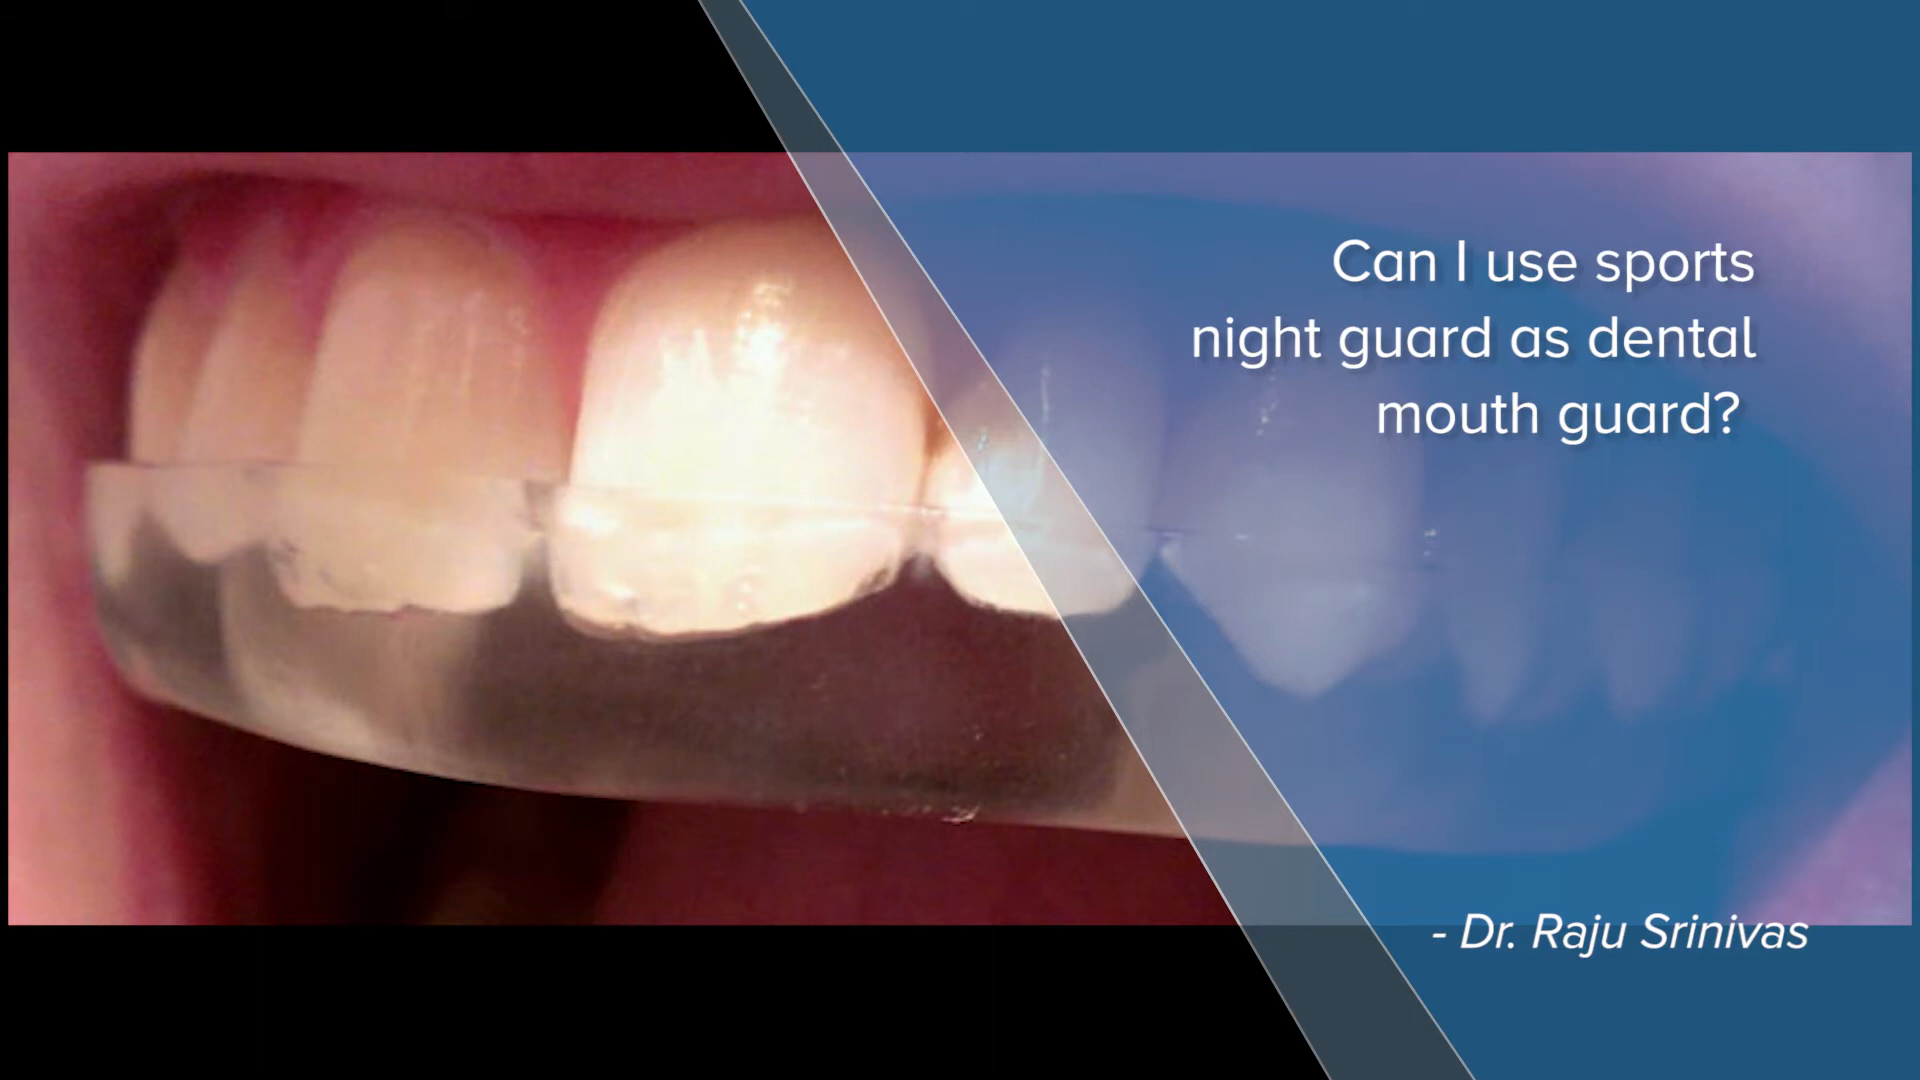 Can I use sports
night guard as dental
mouth guard?
- Dr. Raju Srinivas